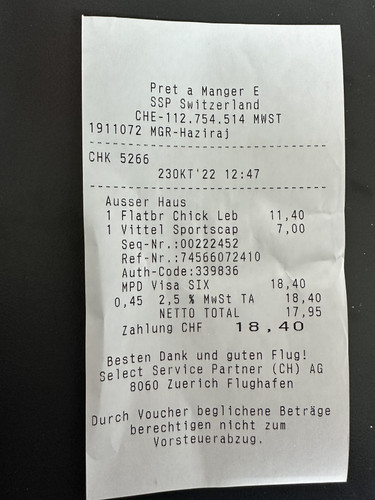 Pret a Manger E
SSP Switzerland
CHE-112.754.514 MWST
1911072 MGR-Haziraj
CHK 5266
23OKT'22 12:47
Ausser Haus
1 Flatbr Chick Leb 11,40
1 Vittel Sportscap 7,00
Seq-Nr.:00222452
Ref-Nr.:74566072410
Auth-Code:339836
MPD Visa SIX 18,40
0,45 2,5 % MwSt TA 18,40
NETTO TOTAL 17,95
Zahlung CHF 18,40
Besten Dank und guten Flug!
Select Service Partner (CH) AG
8060 Zuerich Flughafen
Durch Voucher beglichene Beträge
berechtigen nicht zum
Vorsteuerabzug.